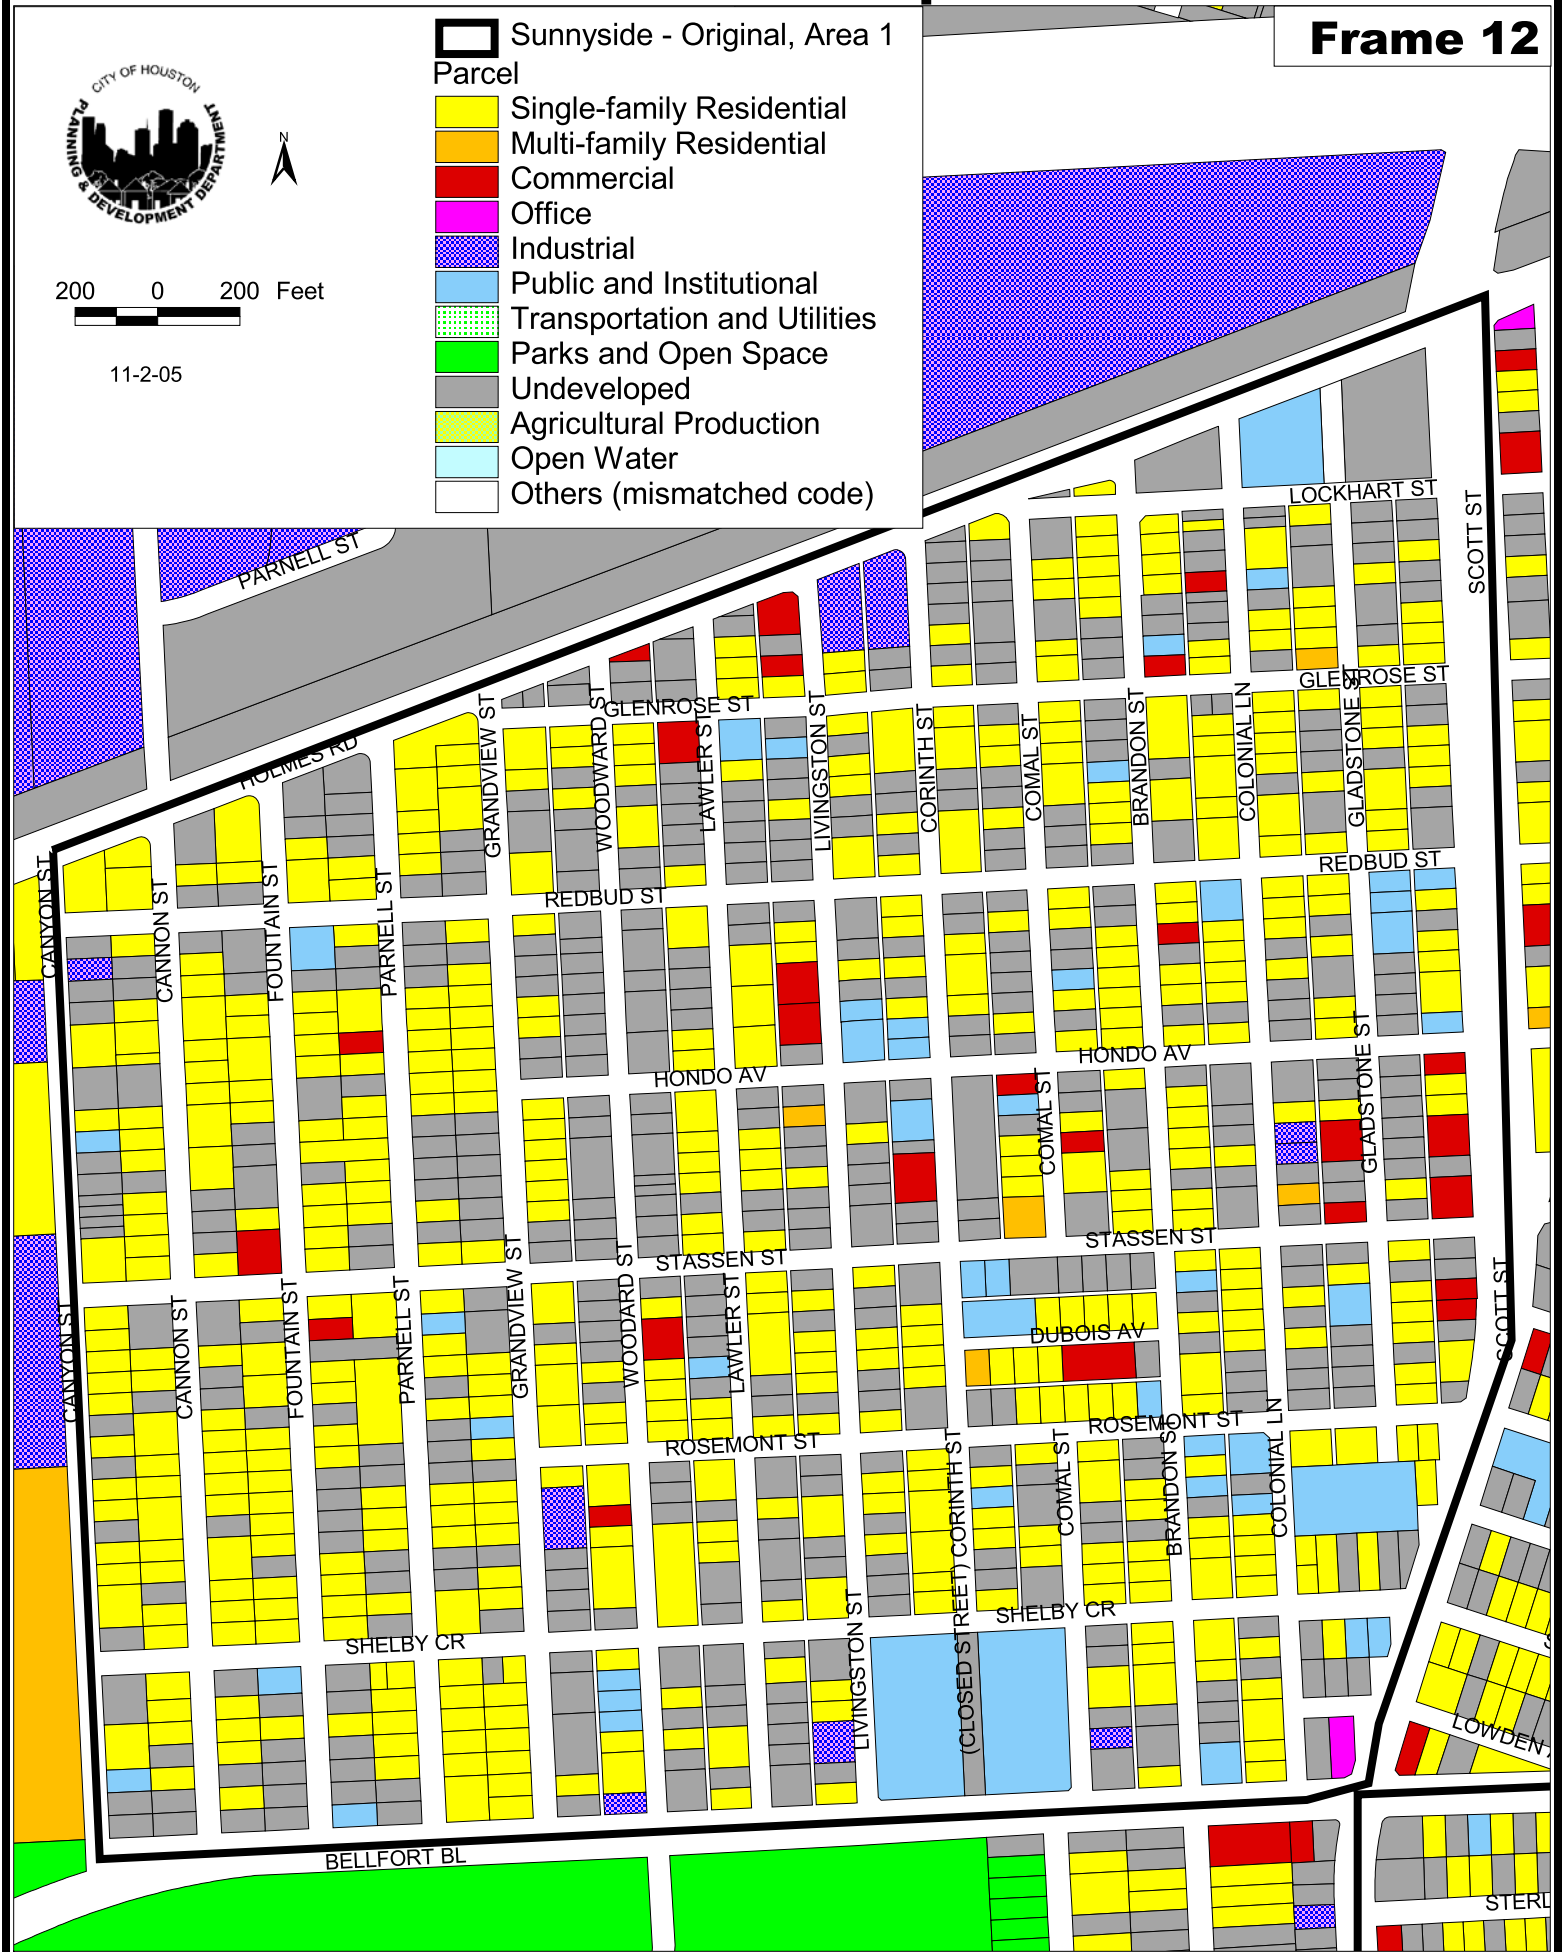 Frame 12
CITY OF HOUSTON
PLANNING & DEVELOPMENT DEPARTMENT
N
200 0 200 Feet
11-2-05
Sunnyside - Original, Area 1
Parcel
Single-family Residential
Multi-family Residential
Commercial
Office
Industrial
Public and Institutional
Transportation and Utilities
Parks and Open Space
Undeveloped
Agricultural Production
Open Water
Others (mismatched code)
PARNELL ST
LOCKHART ST
SCOTT ST
HOLMES RD
GLENROSE ST
GLENROSE ST
GRANDVIEW ST
WOODWARD ST
LAWLER ST
LIVINGSTON ST
CORINTH ST
COMAL ST
BRANDON ST
COLONIAL LN
GLADSTONE ST
CANYON ST
CANNON ST
FOUNTAIN ST
PARNELL ST
REDBUD ST
REDBUD ST
HONDO AV
HONDO AV
COMAL ST
GLADSTONE ST
STASSEN ST
STASSEN ST
CANYON ST
CANNON ST
FOUNTAIN ST
PARNELL ST
GRANDVIEW ST
WOODARD ST
LAWLER ST
DUBOIS AV
SCOTT ST
ROSEMONT ST
ROSEMONT ST
(CLOSED STREET) CORINTH ST
COMAL ST
BRANDON ST
COLONIAL LN
SHELBY CR
SHELBY CR
LIVINGSTON ST
LOWDEN
BELLFORT BL
STERL